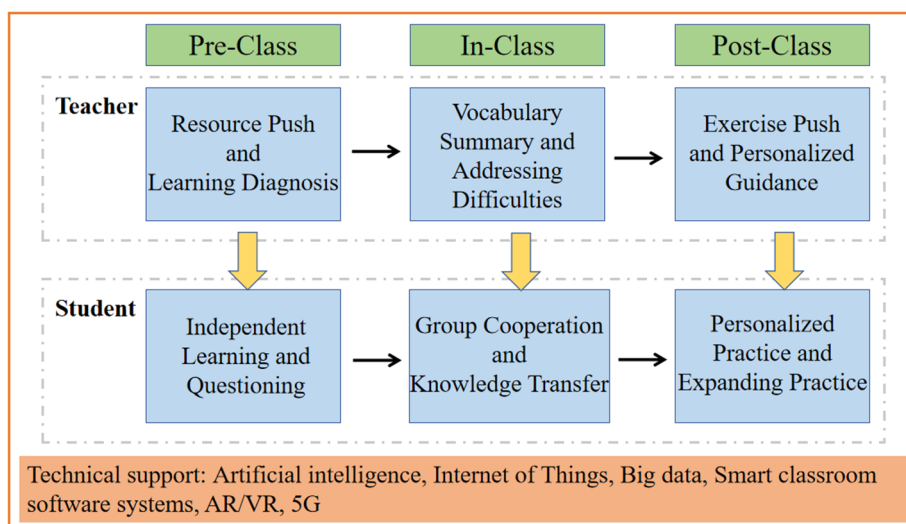 Pre-Class
In-Class
Post-Class
Teacher
Resource Push
and
Learning Diagnosis
Vocabulary
Summary and
Addressing
Difficulties
Exercise Push
and Personalized
Guidance
Student
Independent
Learning and
Questioning
Group Cooperation
and
Knowledge Transfer
Personalized
Practice and
Expanding Practice
Technical support: Artificial intelligence, Internet of Things, Big data, Smart classroom
software systems, AR/VR, 5G